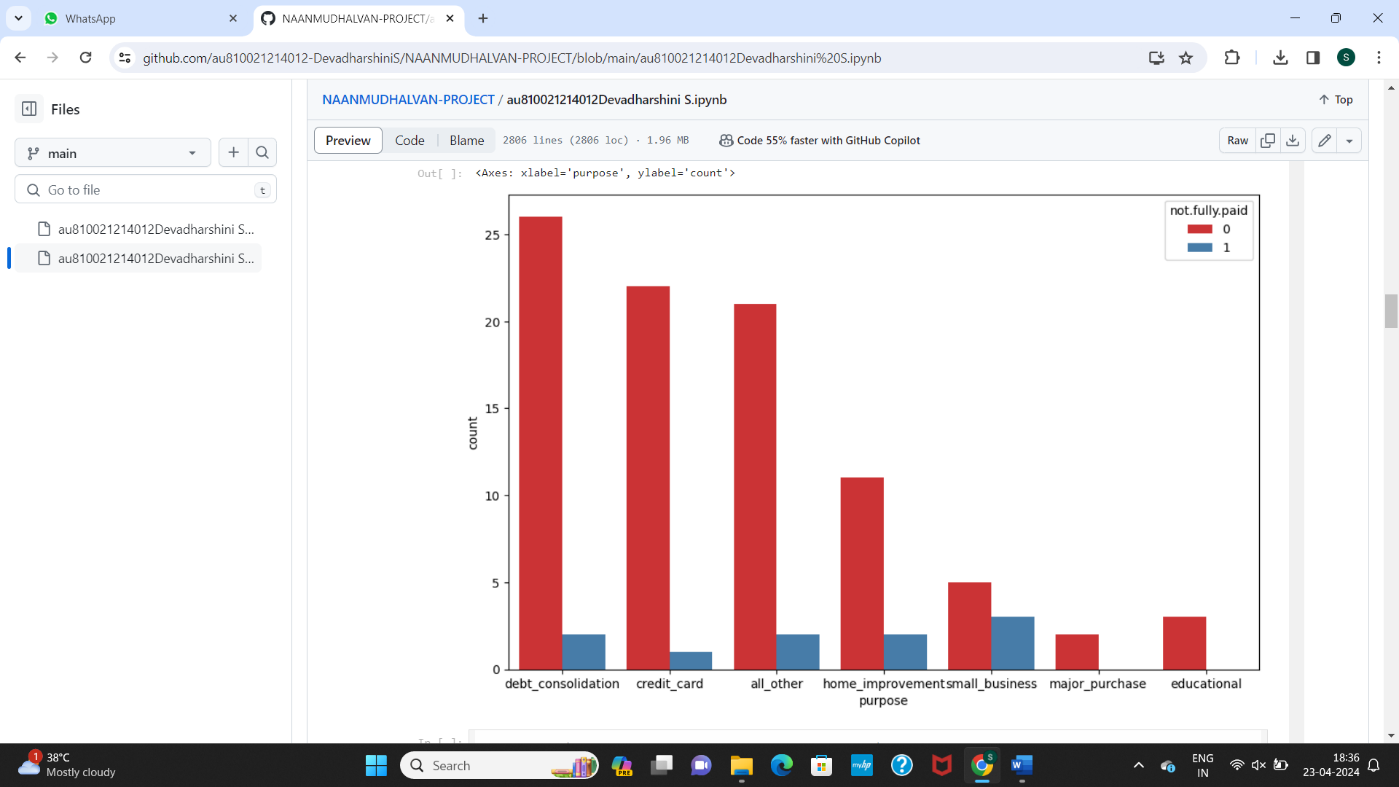 WhatsApp
NAANMUDHALVAN-PROJECT/a
github.com/au810021214012-DevadharshiniS/NAANMUDHALVAN-PROJECT/blob/main/au810021214012Devadharshini%20S.ipynb
S
Files
main
Go to file
t
au810021214012Devadharshini S...
au810021214012Devadharshini S...
NAANMUDHALVAN-PROJECT / au810021214012Devadharshini S.ipynb
Top
Preview
Code
Blame
2806 lines (2806 loc) · 1.96 MB
Code 55% faster with GitHub Copilot
Raw
Out[ ]: <Axes: xlabel='purpose', ylabel='count'>
not.fully.paid
0
1
25
20
15
10
5
0
count
debt_consolidation credit_card all_other home_improvement small_business major_purchase educational
purpose
In [ ]:
1
38°C
Mostly cloudy
Search
PRE
myhp
ENG
IN
18:36
23-04-2024